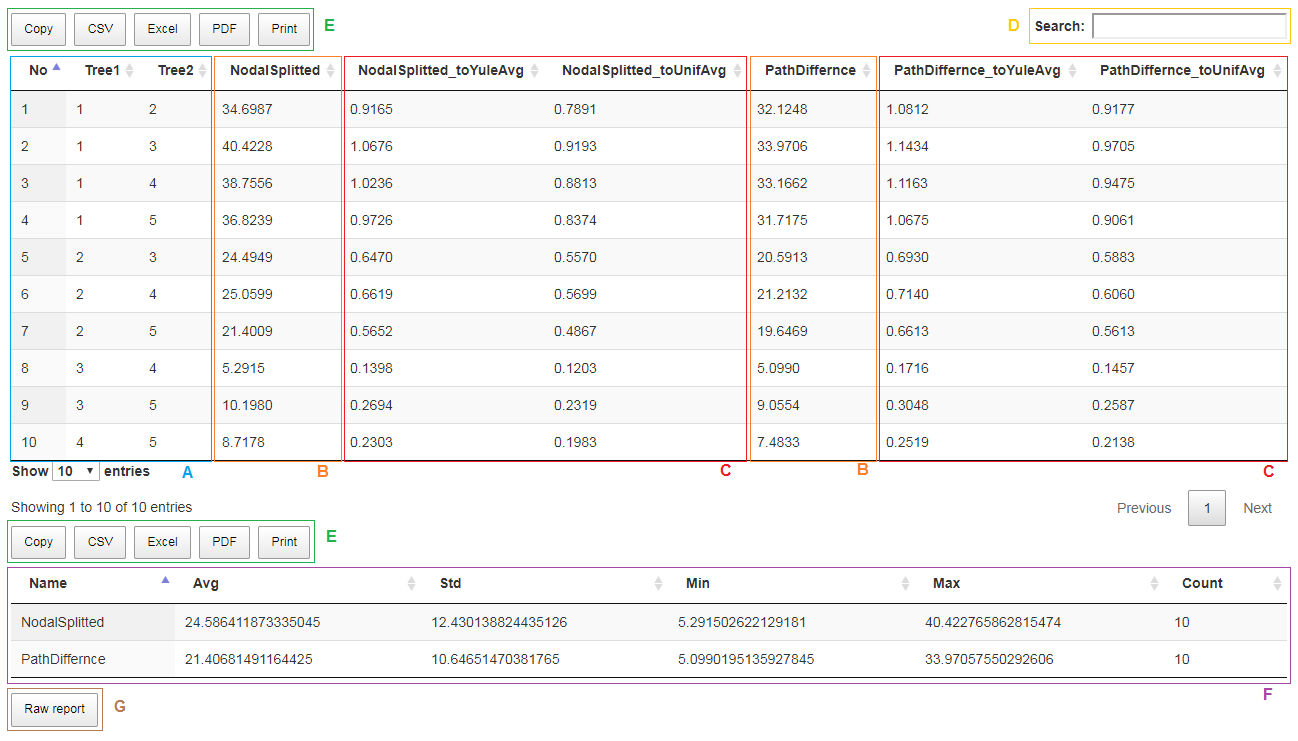 Copy CSV Excel PDF Print E D Search:
No Tree1 Tree2 NodalSplitted NodalSplitted_toYuleAvg NodalSplitted_toUnifAvg PathDiffernce PathDiffernce_toYuleAvg PathDiffernce_toUnifAvg
1 1 2 34.6987 0.9165 0.7891 32.1248 1.0812 0.9177
2 1 3 40.4228 1.0676 0.9193 33.9706 1.1434 0.9705
3 1 4 38.7556 1.0236 0.8813 33.1662 1.1163 0.9475
4 1 5 36.8239 0.9726 0.8374 31.7175 1.0675 0.9061
5 2 3 24.4949 0.6470 0.5570 20.5913 0.6930 0.5883
6 2 4 25.0599 0.6619 0.5699 21.2132 0.7140 0.6060
7 2 5 21.4009 0.5652 0.4867 19.6469 0.6613 0.5613
8 3 4 5.2915 0.1398 0.1203 5.0990 0.1716 0.1457
9 3 5 10.1980 0.2694 0.2319 9.0554 0.3048 0.2587
10 4 5 8.7178 0.2303 0.1983 7.4833 0.2519 0.2138
Show 10 entries A B C B C
Showing 1 to 10 of 10 entries Previous 1 Next
Copy CSV Excel PDF Print E
Name Avg Std Min Max Count
NodalSplitted 24.586411873335045 12.430138824435126 5.291502622129181 40.422765862815474 10
PathDiffernce 21.40681491164425 10.64651470381765 5.0990195135927845 33.97057550292606 10
Raw report G F